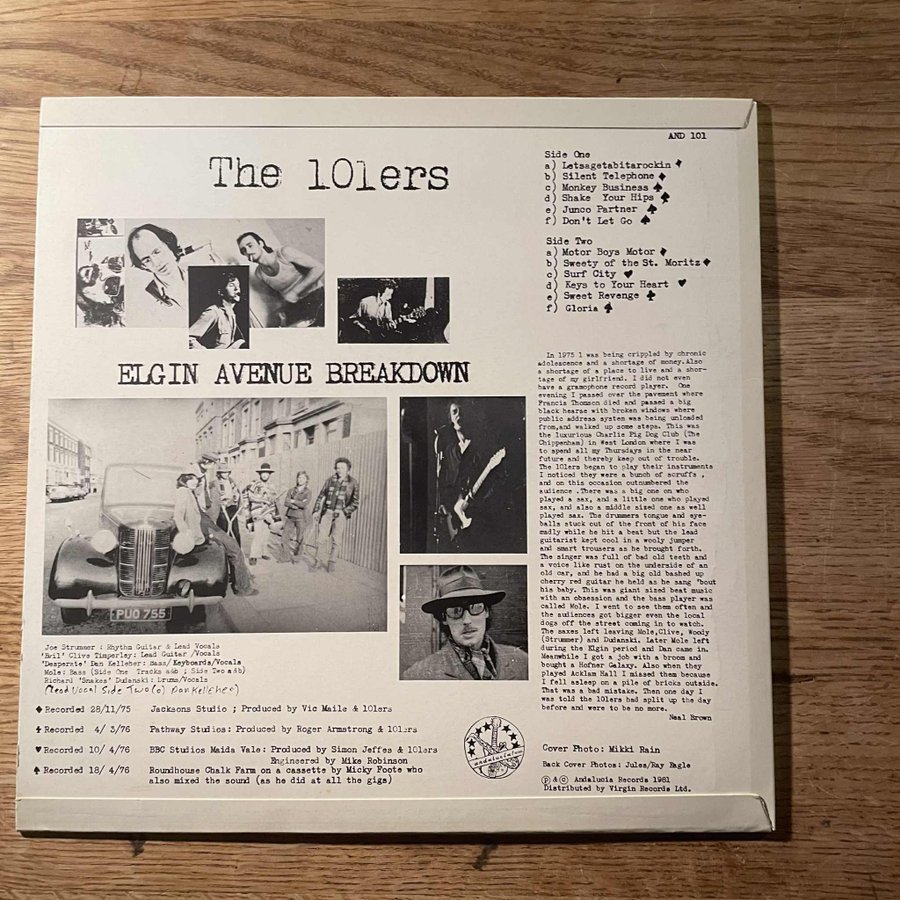 AND 101
The 101ers
Side One
a) Letsagetabitarockin ♦
b) Silent Telephone ♦
c) Monkey Business ♠
d) Shake Your Hips ♠
e) Junco Partner ♠
f) Don't Let Go ♠
Side Two
a) Motor Boys Motor ♦
b) Sweety of the St. Moritz ♦
c) Surf City ♥
d) Keys to Your Heart ♥
e) Sweet Revenge ♣
f) Gloria ♠
ELGIN AVENUE BREAKDOWN
PUO 755
In 1975 I was being crippled by chronic
adolescence and a shortage of money.Also
a shortage of a place to live and a shor-
tage of my girlfriend. I did not even
have a gramophone record player. One
evening I passed over the pavement where
Francis Thomson died and passed a big
black hearse with broken windows where
public address system was being unloaded
from,and walked up some steps. This was
the luxurious Charlie Pig Dog Club (The
Chippenham) in West London where I was
to spend all my Thursdays in the near
future and thereby keep out of trouble.
The 101ers began to play their instruments
I noticed they were a bunch of scruffs ,
and on this occasion outnumbered the
audience .There was a big one on who
played a sax, and a little one who played
sax, and also a middle sized one as well
played sax. The drummers tongue and eye-
balls stuck out of the front of his face
madly while he hit a beat but the lead
guitarist kept cool in a wooly jumper
and smart trousers as he brought forth.
The singer was full of bad old teeth and
a voice like rust on the underside of an
old car, and he had a big old bashed up
cherry red guitar he held as he sang 'bout
his baby. This was giant sized beat music
with an obsession and the bass player was
called Mole. I went to see them often and
the audiences got bigger even the local
dogs off the street coming in to watch.
The saxes left leaving Mole,Clive, Woody
(Strummer) and Dudanski. Later Mole left
during the Elgin period and Dan came in.
Meanwhile I got a job with a broom and
bought a Hofner Galaxy. Also when they
played Acklam Hall I missed them because
I fell asleep on a pile of bricks outside.
That was a bad mistake. Then one day I
was told the 101ers had split up the day
before and were to be no more.
Neal Brown
Joe Strummer : Rhythm Guitar & Lead Vocals
'Evil' Clive Timperley: Lead Guitar /Vocals
'Desperate' Dan Kelleher: Bass/Keyboards/Vocals
Mole: Bass (Side One Tracks a&b ; Side Two a&b)
Richard 'Snakes' Dudanski: Drums/Vocals
(Lead Vocal Side Two (e) Dan Kelleher)
♦ Recorded 28/11/75 Jacksons Studio ; Produced by Vic Maile & 101ers
♣ Recorded 4/ 3/76 Pathway Studios: Produced by Roger Armstrong & 101ers
♥ Recorded 10/ 4/76 BBC Studios Maida Vale: Produced by Simon Jeffes & 101ers
Engineered by Mike Robinson
♠ Recorded 18/ 4/76 Roundhouse Chalk Farm on a cassette by Micky Foote who
also mixed the sound (as he did at all the gigs)
andalucia
Cover Photo: Mikki Rain
Back Cover Photos: Jules/Ray Eagle
Ⓟ & © Andalucia Records 1981
Distributed by Virgin Records Ltd.